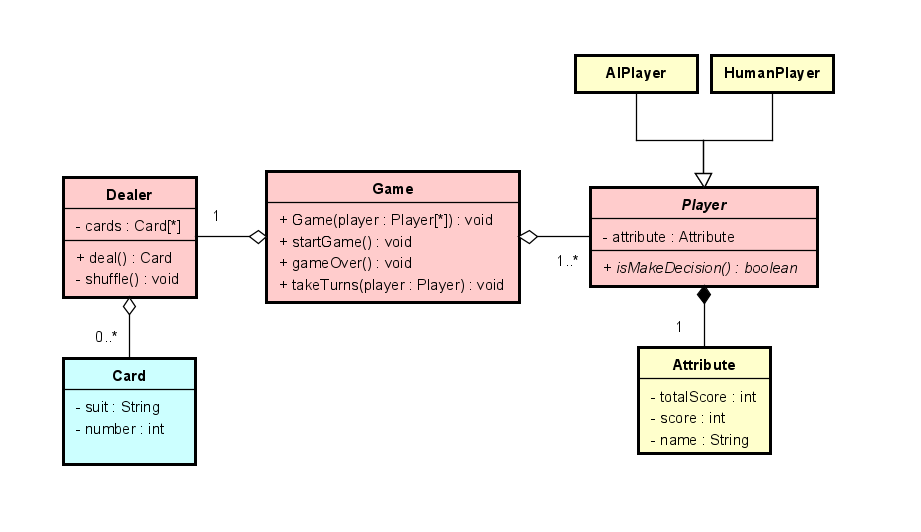 AIPlayer
HumanPlayer
Dealer
- cards : Card[*]
+ deal() : Card
- shuffle() : void
1
Game
+ Game(player : Player[*]) : void
+ startGame() : void
+ gameOver() : void
+ takeTurns(player : Player) : void
1..*
Player
- attribute : Attribute
+ isMakeDecision() : boolean
0..*
1
Card
- suit : String
- number : int
Attribute
- totalScore : int
- score : int
- name : String